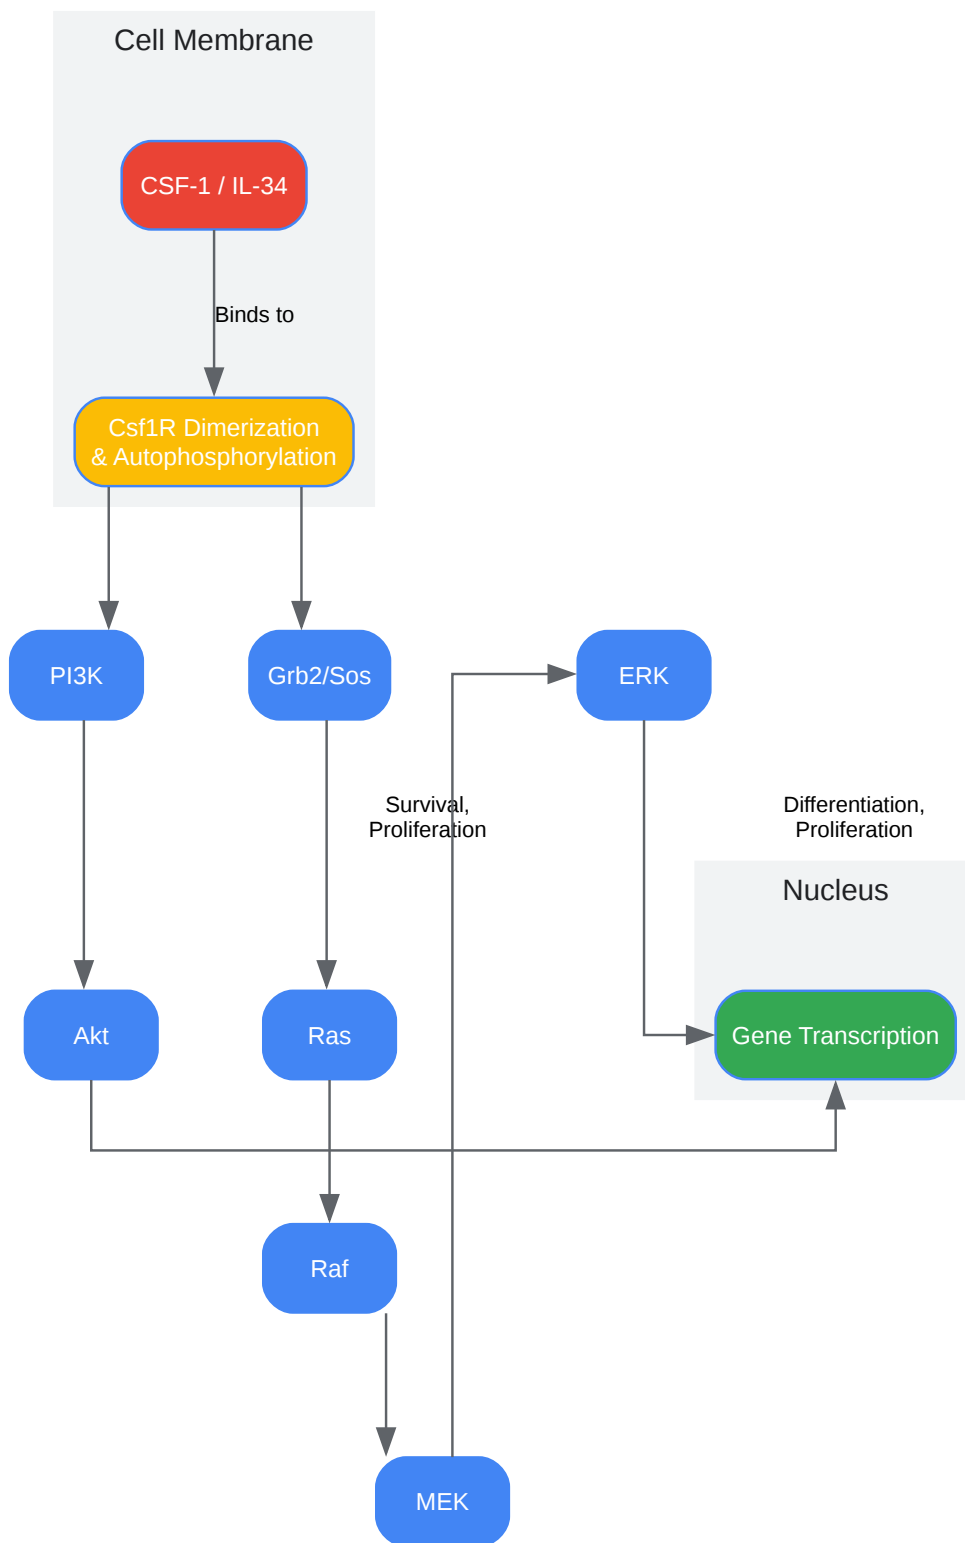 Cell Membrane
CSF-1 / IL-34
Binds to
Csf1R Dimerization
& Autophosphorylation
PI3K
Grb2/Sos
ERK
Survival,
Proliferation
Differentiation,
Proliferation
Nucleus
Akt
Ras
Gene Transcription
Raf
MEK